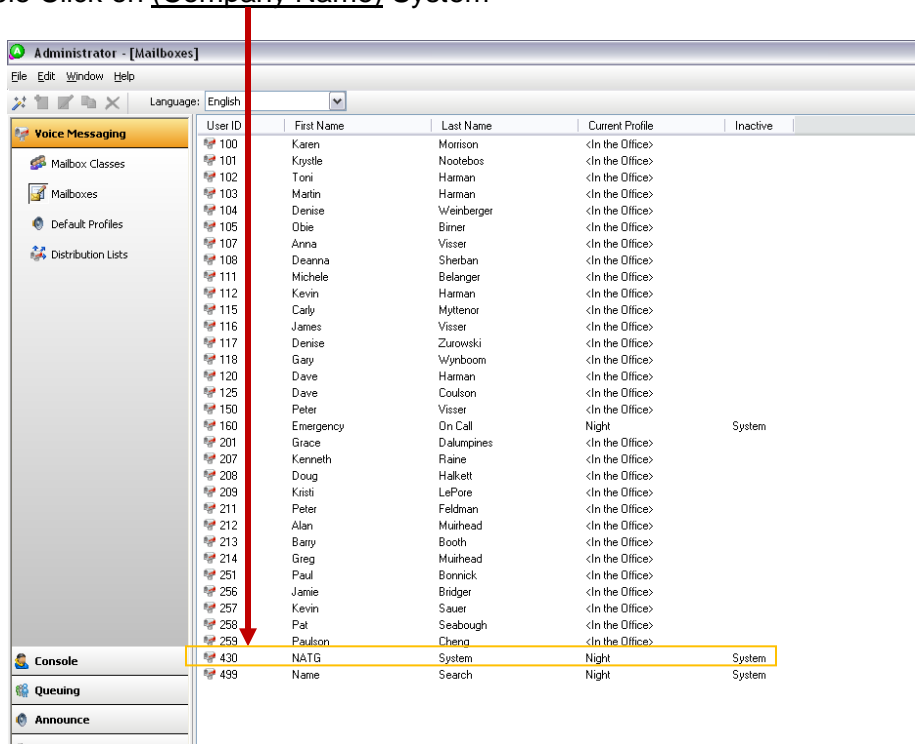 Click on (Company Name) System
Administrator - [Mailboxes]
File Edit Window Help
Language: English
User ID First Name Last Name Current Profile Inactive
Voice Messaging
Mailbox Classes
Mailboxes
Default Profiles
Distribution Lists
100 Karen Morrison <In the Office>
101 Krystle Nootebos <In the Office>
102 Toni Harman <In the Office>
103 Martin Harman <In the Office>
104 Denise Weinberger <In the Office>
105 Obie Birner <In the Office>
107 Anna Visser <In the Office>
108 Deanna Sherban <In the Office>
111 Michele Belanger <In the Office>
112 Kevin Harman <In the Office>
115 Carly Myttenor <In the Office>
116 James Visser <In the Office>
117 Denise Zurowski <In the Office>
118 Gary Wynboom <In the Office>
120 Dave Harman <In the Office>
125 Dave Coulson <In the Office>
150 Peter Visser <In the Office>
160 Emergency On Call Night System
201 Grace Dalumpines <In the Office>
207 Kenneth Raine <In the Office>
208 Doug Halkett <In the Office>
209 Kristi LePore <In the Office>
211 Peter Feldman <In the Office>
212 Alan Muirhead <In the Office>
213 Barry Booth <In the Office>
214 Greg Muirhead <In the Office>
251 Paul Bonnick <In the Office>
256 Jamie Bridger <In the Office>
257 Kevin Sauer <In the Office>
258 Pat Seabough <In the Office>
259 Paulson Cheng <In the Office>
430 NATG System Night System
499 Name Search Night System
Console
Queuing
Announce